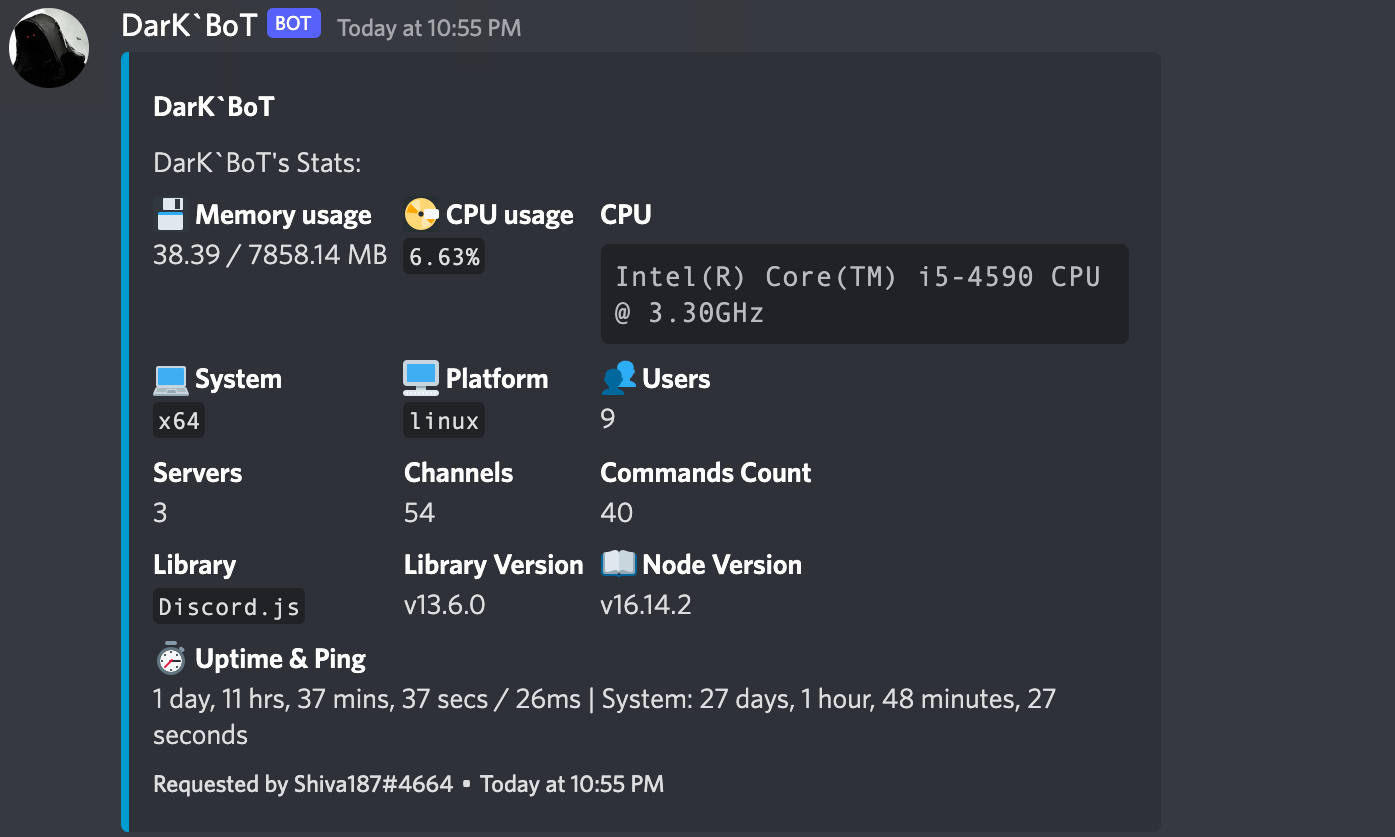 DarK`BoT BOT Today at 10:55 PM
DarK`BoT
DarK`BoT's Stats:
Memory usage CPU usage CPU
38.39 / 7858.14 MB 6.63% Intel(R) Core(TM) i5-4590 CPU
@ 3.30GHz
System Platform Users
x64 linux 9
Servers Channels Commands Count
3 54 40
Library Library Version Node Version
Discord.js v13.6.0 v16.14.2
Uptime & Ping
1 day, 11 hrs, 37 mins, 37 secs / 26ms | System: 27 days, 1 hour, 48 minutes, 27
seconds
Requested by Shiva187#4664 • Today at 10:55 PM